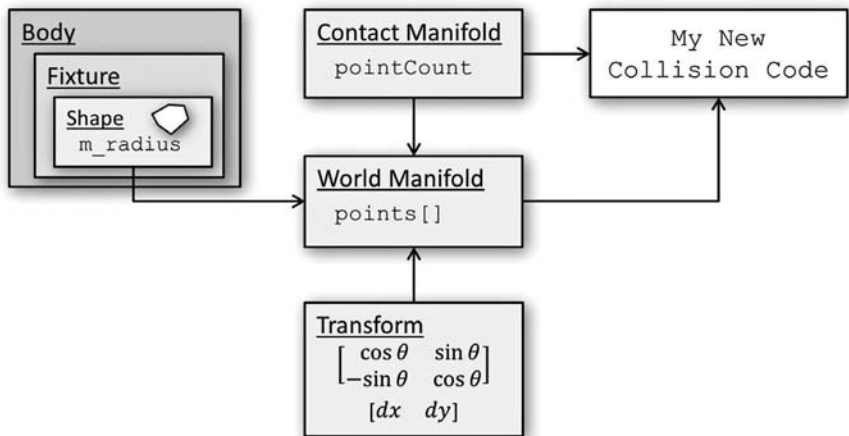 Body
Fixture
Shape
m_radius
Contact Manifold
pointCount
My New
Collision Code
World Manifold
points[]
Transform
[ cos θ sin θ
−sin θ cos θ ]
[dx dy]